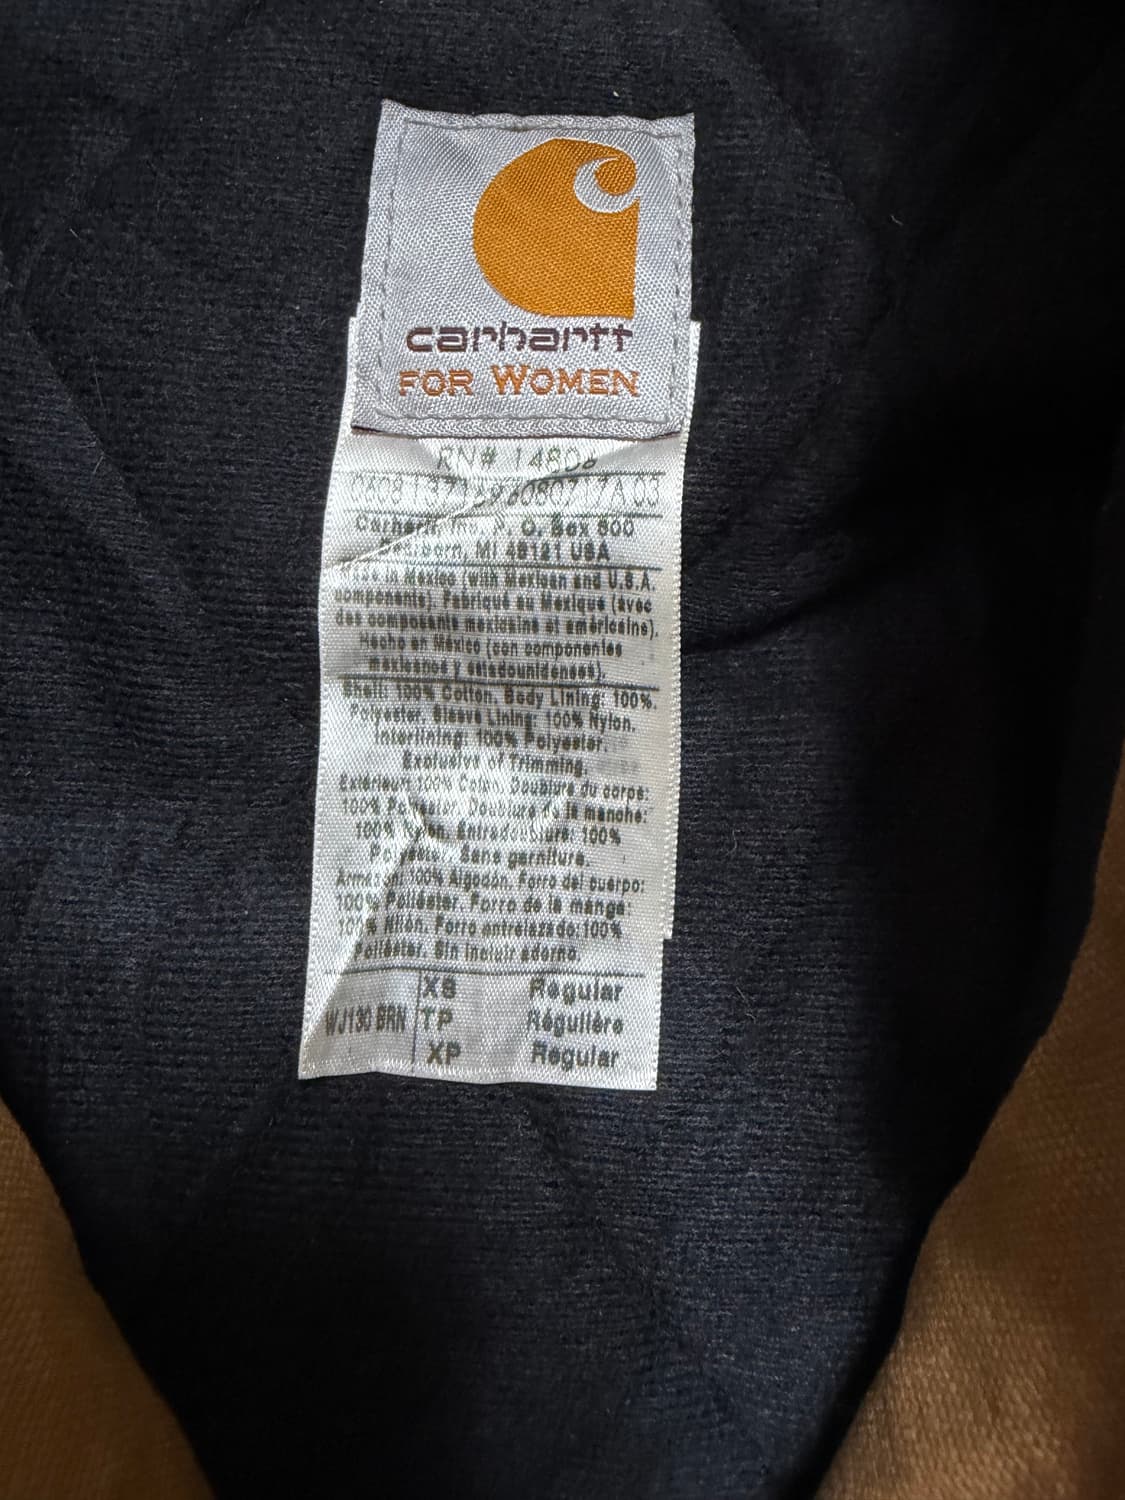 carhartt
FOR WOMEN
RN# 14806
Carhartt, Inc. P. O. Box 600
Dearborn, MI 48121 USA
Made in Mexico (with Mexican and U.S.A.
components). Fabriqué au Mexique (avec
des composants mexicains et américains).
Hecho en México (con componentes
mexicanos y estadounidenses).
Shell: 100% Cotton. Body Lining: 100%.
Polyester. Sleeve Lining: 100% Nylon.
Interlining: 100% Polyester.
Exclusive of Trimming.
Extérieur: 100% Coton. Doublure du corps:
100% Polyester. Doublure de la manche:
100% Nylon. Entredoublure: 100%
Polyester. Sans garniture.
100% Algodón. Forro del cuerpo:
100% Poliéster. Forro de la manga:
100% Nilón. Forro entrelazado: 100%
Poliéster. Sin incluir adorno.
XS Regular
WJ130 BRN TP Régulière
XP Regular